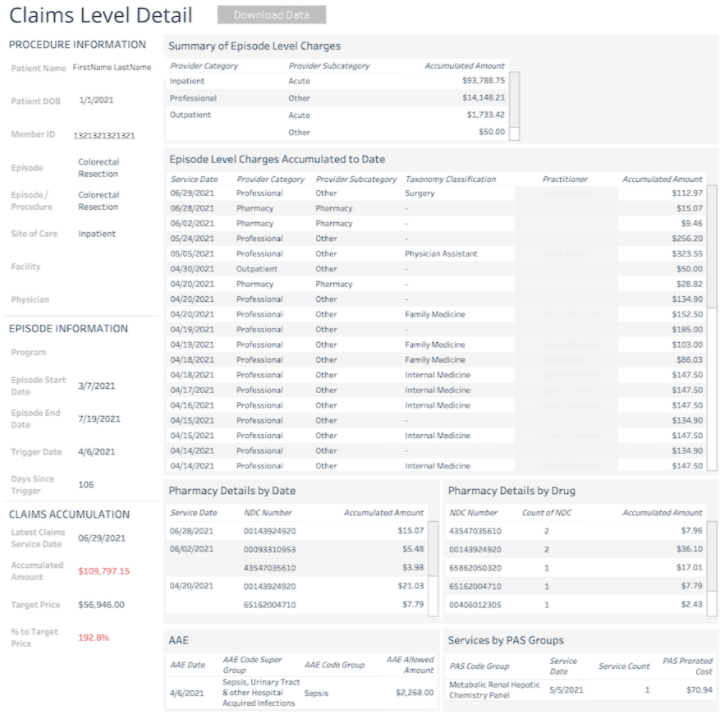 Claims Level Detail
Download Data
PROCEDURE INFORMATION
Patient Name FirstName LastName
Patient DOB 1/1/2021
Member ID 1321321321321
Episode Colorectal Resection
Episode / Procedure Colorectal Resection
Site of Care Inpatient
Facility
Physician
EPISODE INFORMATION
Program
Episode Start Date 3/7/2021
Episode End Date 7/19/2021
Trigger Date 4/6/2021
Days Since Trigger 106
CLAIMS ACCUMULATION
Latest Claims Service Date 06/29/2021
Accumulated Amount $109,797.15
Target Price $56,946.00
% to Target Price 192.8%
Summary of Episode Level Charges
Provider Category Provider Subcategory Accumulated Amount
Inpatient Acute $93,788.75
Professional Other $14,148.21
Outpatient Acute $1,733.42
Other $50.00
Episode Level Charges Accumulated to Date
Service Date Provider Category Provider Subcategory Taxonomy Classification Practitioner Accumulated Amount
06/29/2021 Professional Other Surgery $112.97
06/28/2021 Pharmacy Pharmacy - $15.07
06/02/2021 Pharmacy Pharmacy - $9.46
05/24/2021 Professional Other - $256.20
05/05/2021 Professional Other Physician Assistant $323.55
04/30/2021 Outpatient Other - $50.00
04/20/2021 Pharmacy Pharmacy - $28.82
04/20/2021 Professional Other - $134.90
04/20/2021 Professional Other Family Medicine $152.50
04/19/2021 Professional Other - $185.00
04/19/2021 Professional Other Family Medicine $103.00
04/18/2021 Professional Other Family Medicine $86.03
04/18/2021 Professional Other Internal Medicine $147.50
04/17/2021 Professional Other Internal Medicine $147.50
04/16/2021 Professional Other Internal Medicine $147.50
04/15/2021 Professional Other - $134.90
04/15/2021 Professional Other Internal Medicine $147.50
04/14/2021 Professional Other - $134.90
04/14/2021 Professional Other Internal Medicine $147.50
Pharmacy Details by Date
Service Date NDC Number Accumulated Amount
06/28/2021 00143924920 $15.07
06/02/2021 00093310953 $5.48
43547035610 $3.98
04/20/2021 00143924920 $21.03
65162004710 $7.79
Pharmacy Details by Drug
NDC Number Count of NDC Accumulated Amount
43547035610 2 $7.96
00143924920 2 $36.10
65862050320 1 $17.01
65162004710 1 $7.79
00406012305 1 $2.43
AAE
AAE Date AAE Code Super Group AAE Code Group AAE Allowed Amount
4/6/2021 Sepsis, Urinary Tract & other Hospital Acquired Infections Sepsis $2,268.00
Services by PAS Groups
PAS Code Group Service Date Service Count PAS Prorated Cost
Metabolic Renal Hepatic Chemistry Panel 5/5/2021 1 $70.94